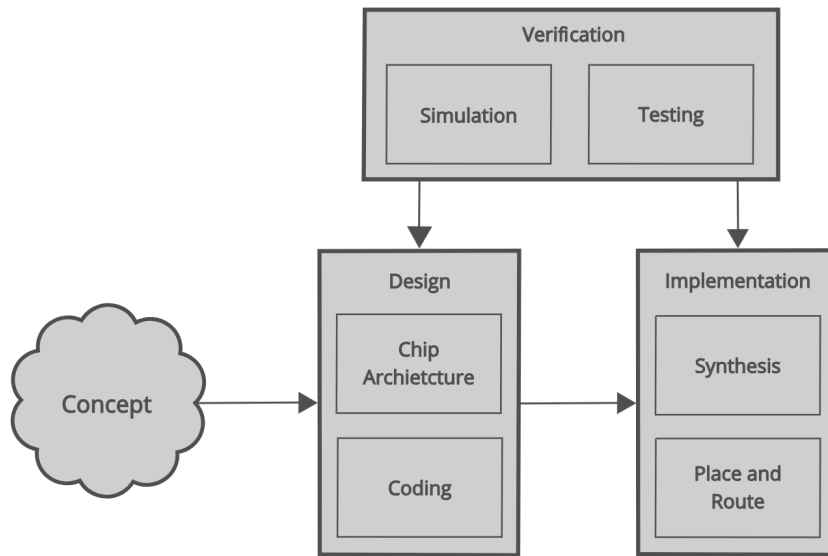 Verification
Simulation
Testing
Design
Implementation
Chip
Archietcture
Synthesis
Concept
Coding
Place and
Route